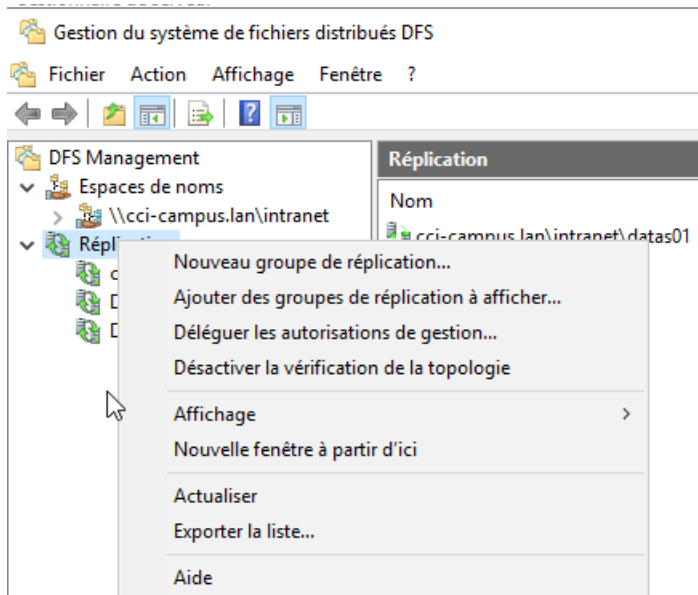 Gestion du système de fichiers distribués DFS
Fichier Action Affichage Fenêtre ?
DFS Management
Espaces de noms
\\cci-campus.lan\intranet
Réplication
Nom
cci-campus.lan\intranet\datas01
Nouveau groupe de réplication...
Ajouter des groupes de réplication à afficher...
Déléguer les autorisations de gestion...
Désactiver la vérification de la topologie
Affichage
Nouvelle fenêtre à partir d'ici
Actualiser
Exporter la liste...
Aide